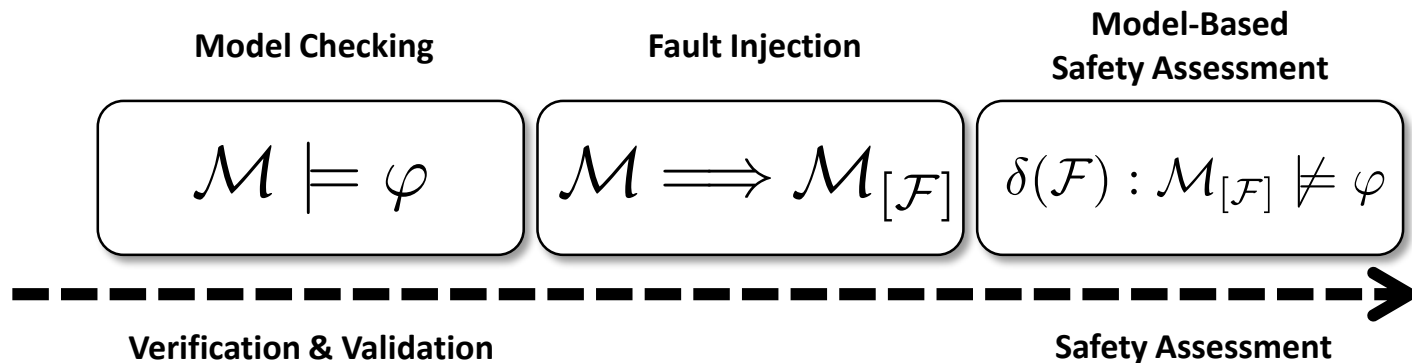 Model Checking
Fault Injection
Model-Based
Safety Assessment
ℳ ⊨ φ
ℳ ⟹ ℳ[ℱ]
δ(ℱ) : ℳ[ℱ] ⊭ φ
Verification & Validation
Safety Assessment